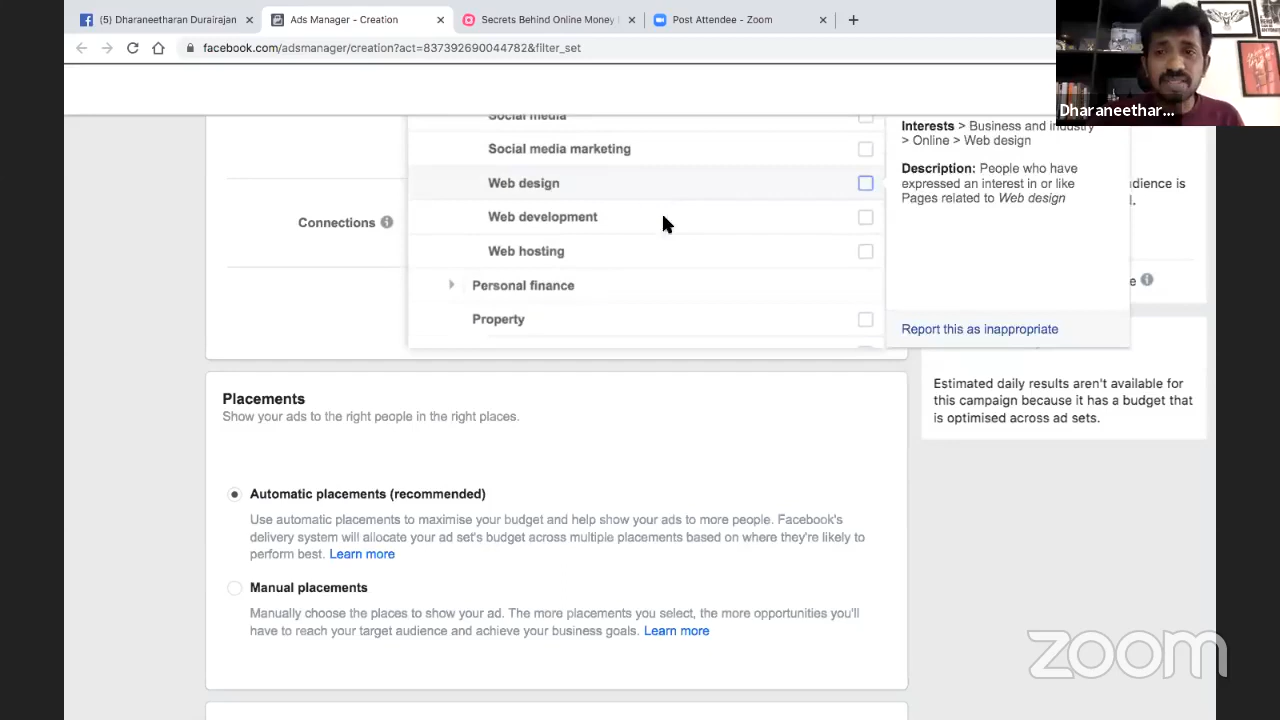 (5) Dharaneetharan Durairajan
Ads Manager - Creation
Secrets Behind Online Money
Post Attendee - Zoom
facebook.com/adsmanager/creation?act=837392690044782&filter_set
Dharaneethar...
Social media
Social media marketing
Web design
Web development
Web hosting
Personal finance
Property
Connections
Interests > Business and industry
> Online > Web design
Description: People who have
expressed an interest in or like
Pages related to Web design
Report this as inappropriate
dience is
d.
e
Estimated daily results aren't available for
this campaign because it has a budget that
is optimised across ad sets.
Placements
Show your ads to the right people in the right places.
Automatic placements (recommended)
Use automatic placements to maximise your budget and help show your ads to more people. Facebook's
delivery system will allocate your ad set's budget across multiple placements based on where they're likely to
perform best. Learn more
Manual placements
Manually choose the places to show your ad. The more placements you select, the more opportunities you'll
have to reach your target audience and achieve your business goals. Learn more
zoom